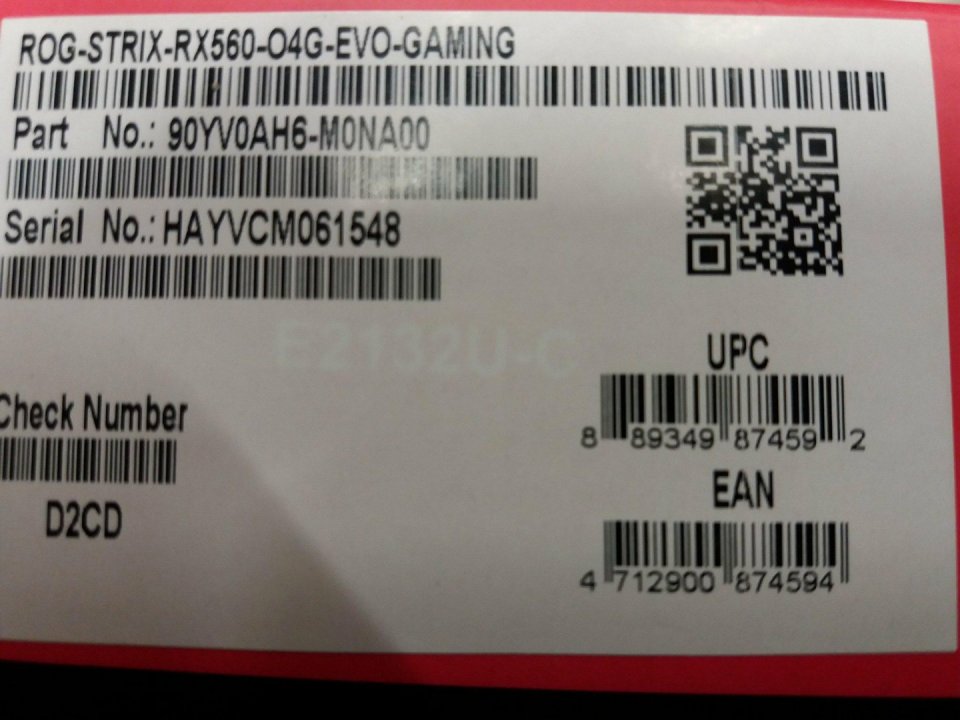 ROG-STRIX-RX560-O4G-EVO-GAMING
Part No.: 90YV0AH6-M0NA00
Serial No.: HAYVCM061548
F2132U-C
UPC
8 89349 87459 2
Check Number
EAN
D2CD
4 712900 874594